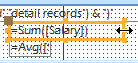 "detail records") & ")"
=Sum([Salary])
=Avg([